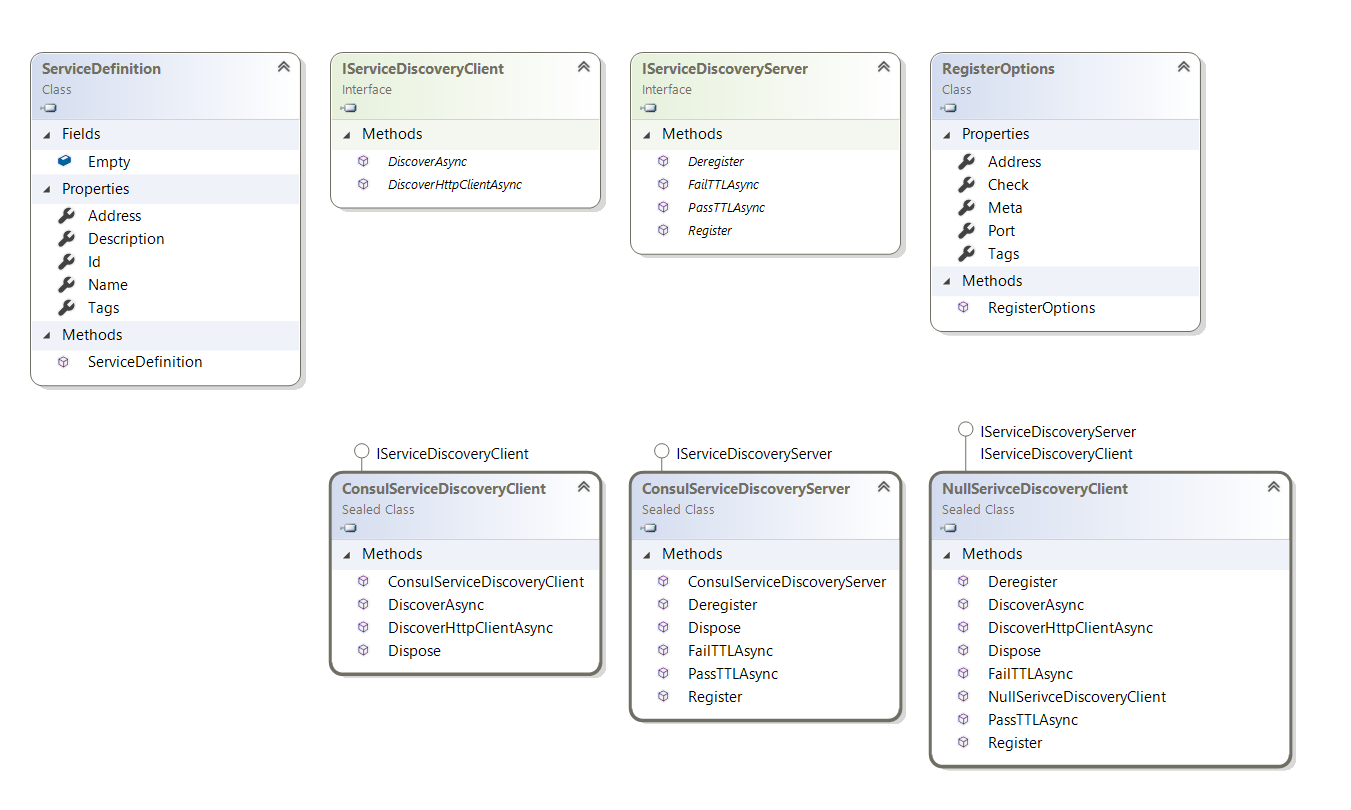 ServiceDefinition
Class
Fields
Empty
Properties
Address
Description
Id
Name
Tags
Methods
ServiceDefinition
IServiceDiscoveryClient
Interface
Methods
DiscoverAsync
DiscoverHttpClientAsync
IServiceDiscoveryServer
Interface
Methods
Deregister
FailTTLAsync
PassTTLAsync
Register
RegisterOptions
Class
Properties
Address
Check
Meta
Port
Tags
Methods
RegisterOptions
IServiceDiscoveryClient
ConsulServiceDiscoveryClient
Sealed Class
Methods
ConsulServiceDiscoveryClient
DiscoverAsync
DiscoverHttpClientAsync
Dispose
IServiceDiscoveryServer
ConsulServiceDiscoveryServer
Sealed Class
Methods
ConsulServiceDiscoveryServer
Deregister
Dispose
FailTTLAsync
PassTTLAsync
Register
IServiceDiscoveryServer
IServiceDiscoveryClient
NullSerivceDiscoveryClient
Sealed Class
Methods
Deregister
DiscoverAsync
DiscoverHttpClientAsync
Dispose
FailTTLAsync
NullSerivceDiscoveryClient
PassTTLAsync
Register